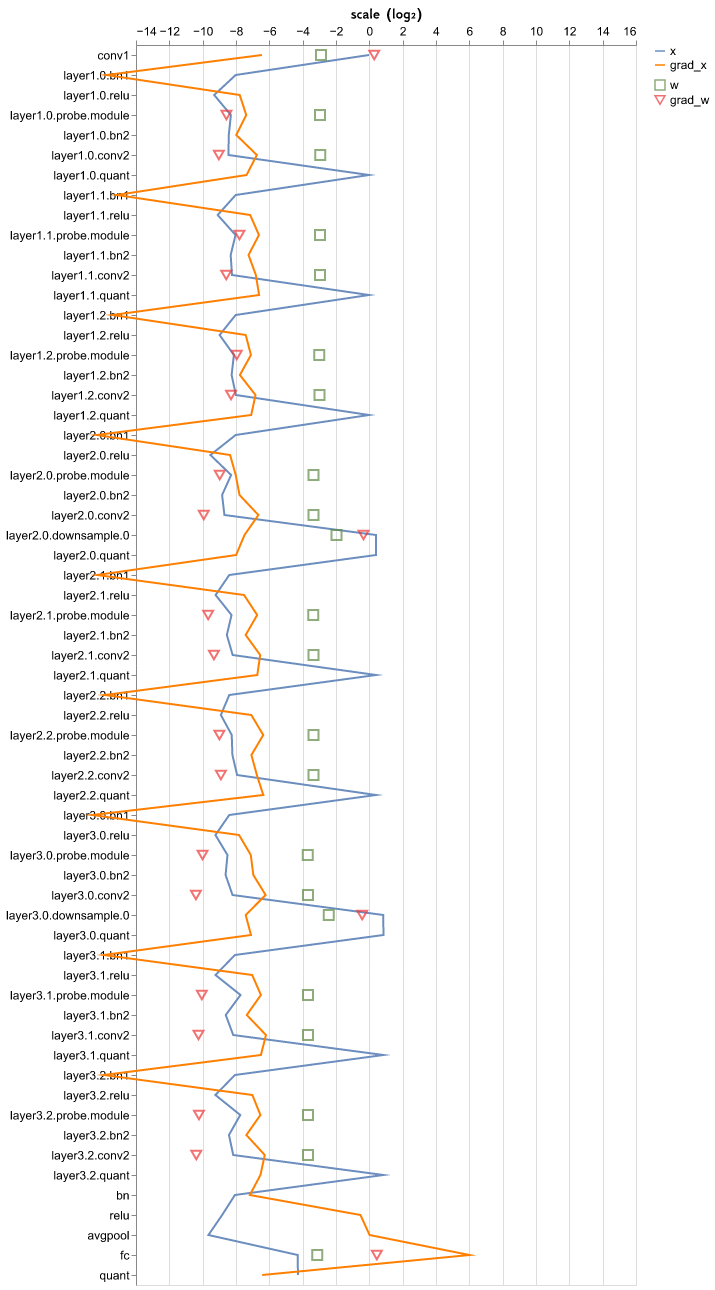 scale (log₂)
−14 −12 −10 −8 −6 −4 −2 0 2 4 6 8 10 12 14 16
x
grad_x
w
grad_w
conv1
layer1.0.bn1
layer1.0.relu
layer1.0.probe.module
layer1.0.bn2
layer1.0.conv2
layer1.0.quant
layer1.1.bn1
layer1.1.relu
layer1.1.probe.module
layer1.1.bn2
layer1.1.conv2
layer1.1.quant
layer1.2.bn1
layer1.2.relu
layer1.2.probe.module
layer1.2.bn2
layer1.2.conv2
layer1.2.quant
layer2.0.bn1
layer2.0.relu
layer2.0.probe.module
layer2.0.bn2
layer2.0.conv2
layer2.0.downsample.0
layer2.0.quant
layer2.1.bn1
layer2.1.relu
layer2.1.probe.module
layer2.1.bn2
layer2.1.conv2
layer2.1.quant
layer2.2.bn1
layer2.2.relu
layer2.2.probe.module
layer2.2.bn2
layer2.2.conv2
layer2.2.quant
layer3.0.bn1
layer3.0.relu
layer3.0.probe.module
layer3.0.bn2
layer3.0.conv2
layer3.0.downsample.0
layer3.0.quant
layer3.1.bn1
layer3.1.relu
layer3.1.probe.module
layer3.1.bn2
layer3.1.conv2
layer3.1.quant
layer3.2.bn1
layer3.2.relu
layer3.2.probe.module
layer3.2.bn2
layer3.2.conv2
layer3.2.quant
bn
relu
avgpool
fc
quant